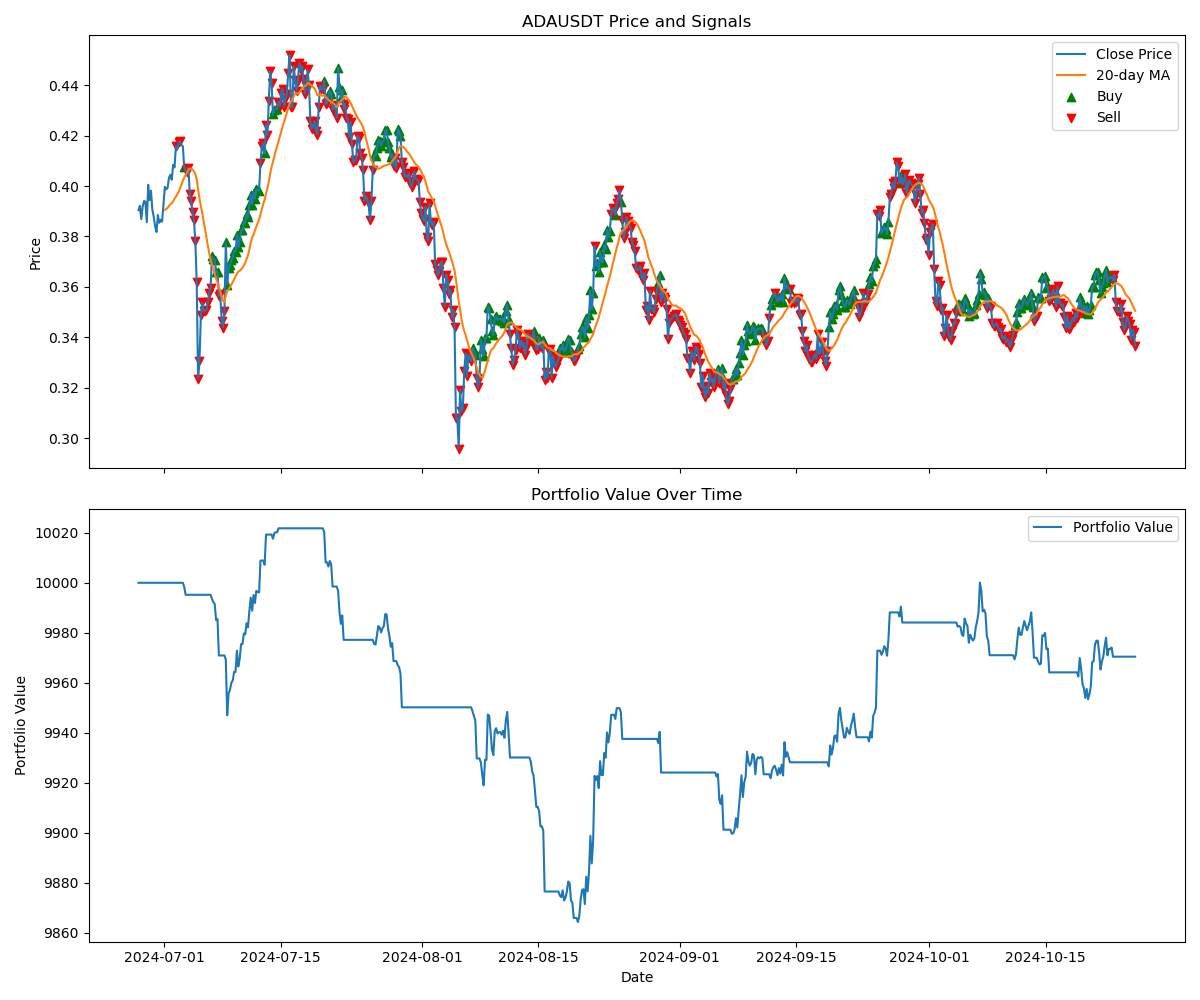 ADAUSDT Price and Signals
Close Price
20-day MA
Buy
Sell
Price
0.44
0.42
0.40
0.38
0.36
0.34
0.32
0.30
Portfolio Value Over Time
Portfolio Value
Portfolio Value
10020
10000
9980
9960
9940
9920
9900
9880
9860
2024-07-01 2024-07-15 2024-08-01 2024-08-15 2024-09-01 2024-09-15 2024-10-01 2024-10-15
Date